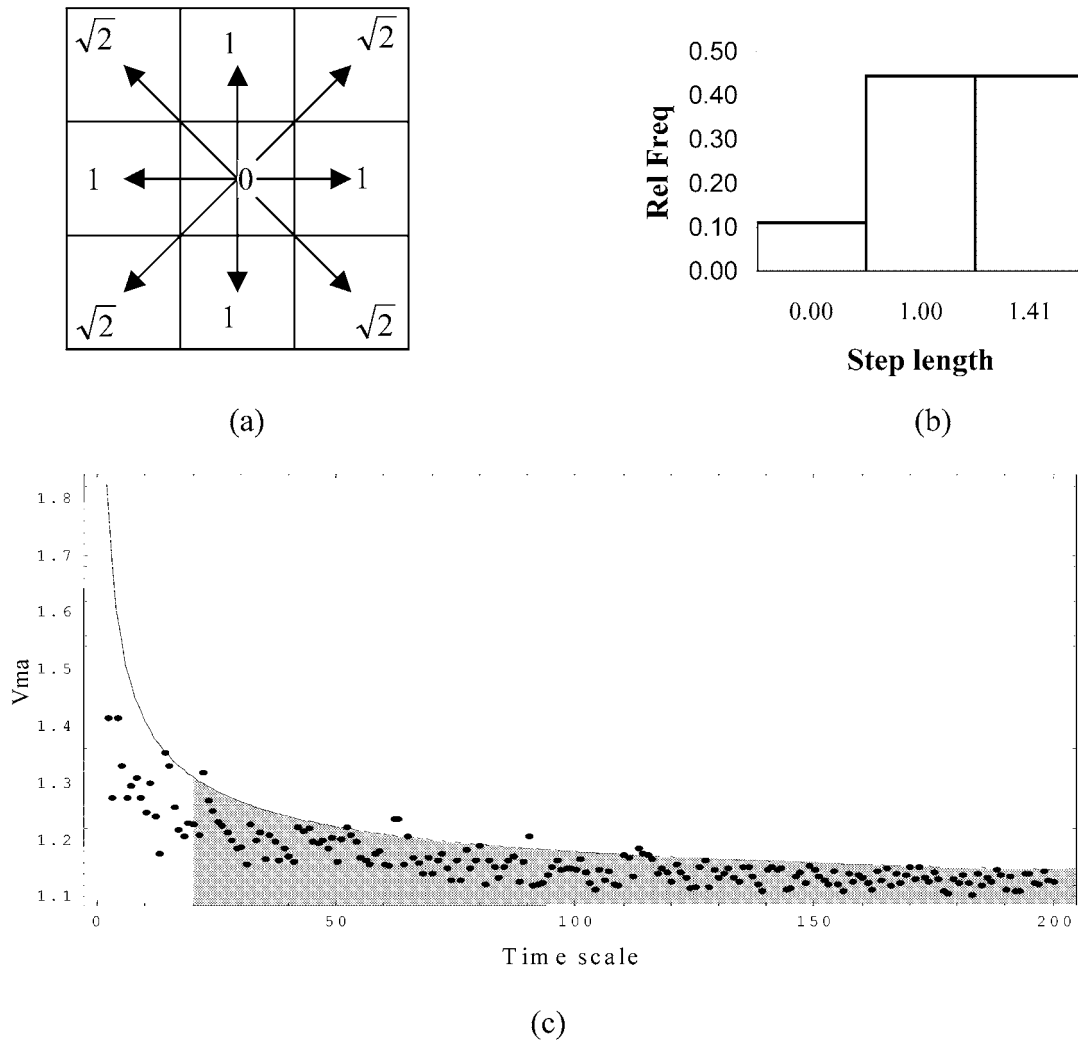 √2 1 √2
1 0 1
√2 1 √2
(a)
Rel Freq
0.50
0.40
0.30
0.20
0.10
0.00
0.00 1.00 1.41
Step length
(b)
Vma
1.8
1.7
1.6
1.5
1.4
1.3
1.2
1.1
0 50 100 150 200
Time scale
(c)